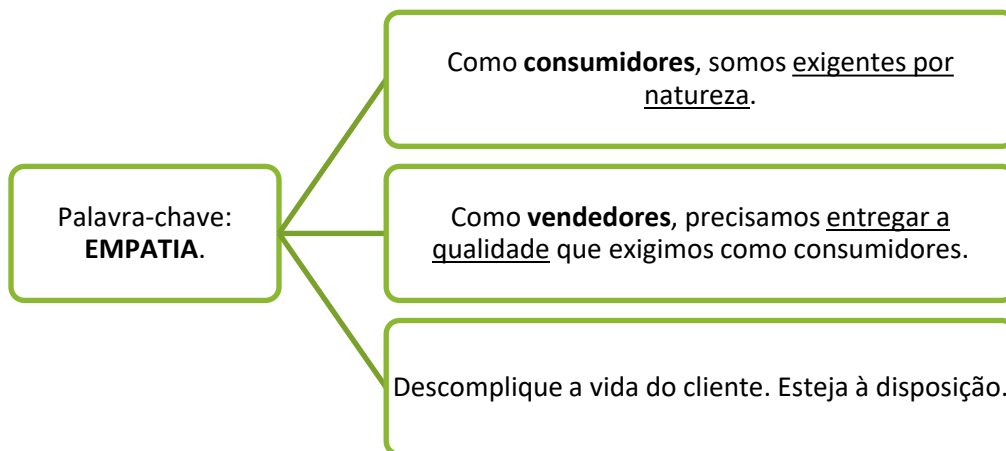 Como consumidores, somos exigentes por
natureza.
Palavra-chave:
EMPATIA.
Como vendedores, precisamos entregar a
qualidade que exigimos como consumidores.
Descomplique a vida do cliente. Esteja à disposição.